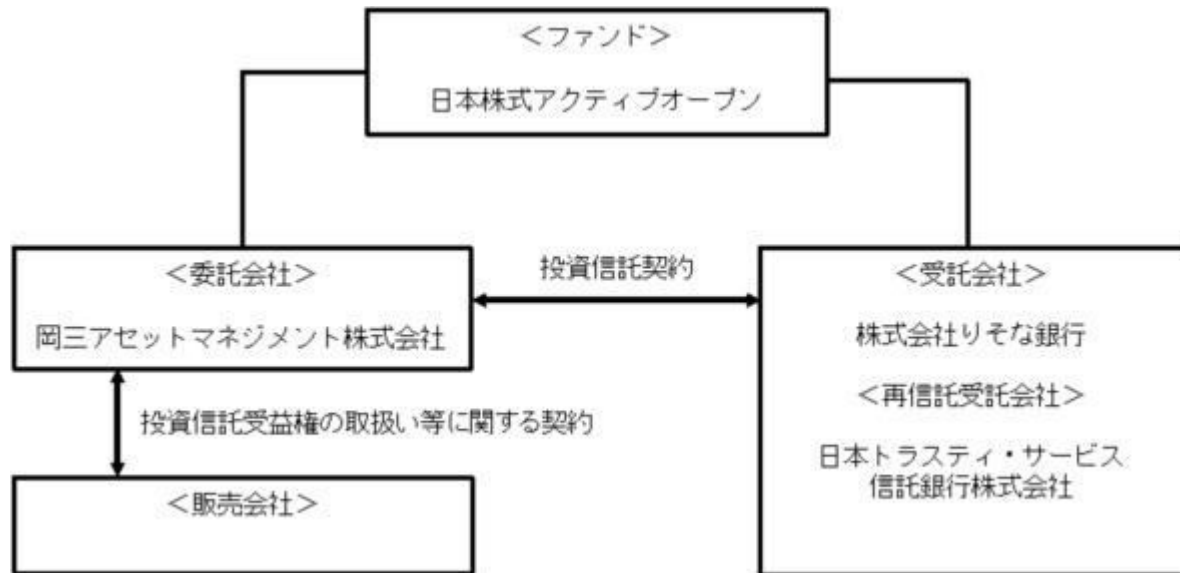 ＜ファンド＞
日本株式アクティブオープン
＜委託会社＞
岡三アセットマネジメント株式会社
投資信託契約
＜受託会社＞
株式会社りそな銀行
＜再信託受託会社＞
日本トラスティ・サービス
信託銀行株式会社
投資信託受益権の取扱い等に関する契約
＜販売会社＞